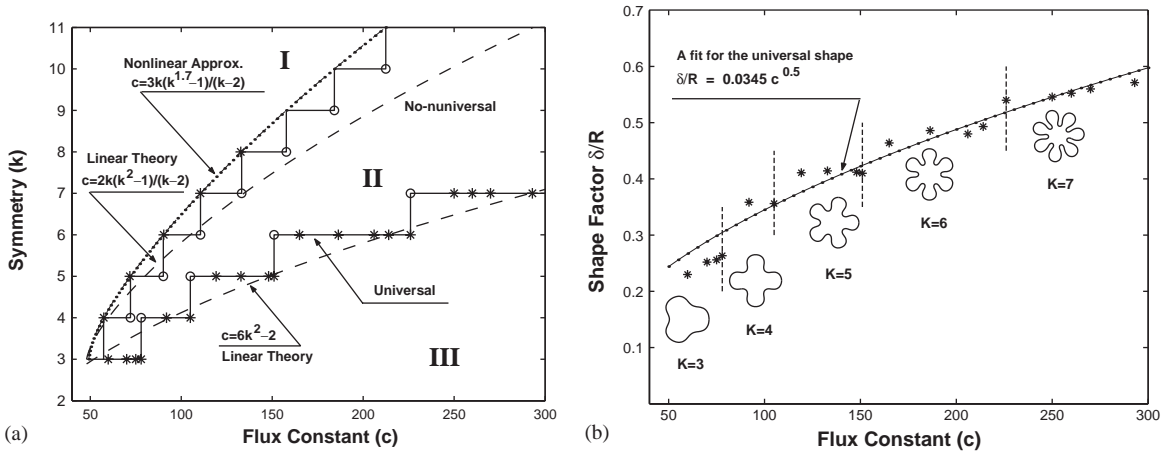 11
10
9
8
7
6
5
4
3
2
Symmetry (k)
50 100 150 200 250 300
Flux Constant (c)
(a)
I
Nonlinear Approx.
c=3k(k^1.7−1)/(k−2)
No-nuniversal
Linear Theory
c=2k(k^2−1)/(k−2)
II
Universal
c=6k^2−2
Linear Theory
III
0.7
0.6
0.5
0.4
0.3
0.2
0.1
Shape Factor δ/R
50 100 150 200 250 300
Flux Constant (c)
(b)
A fit for the universal shape
δ/R = 0.0345 c^0.5
K=7
K=6
K=5
K=4
K=3